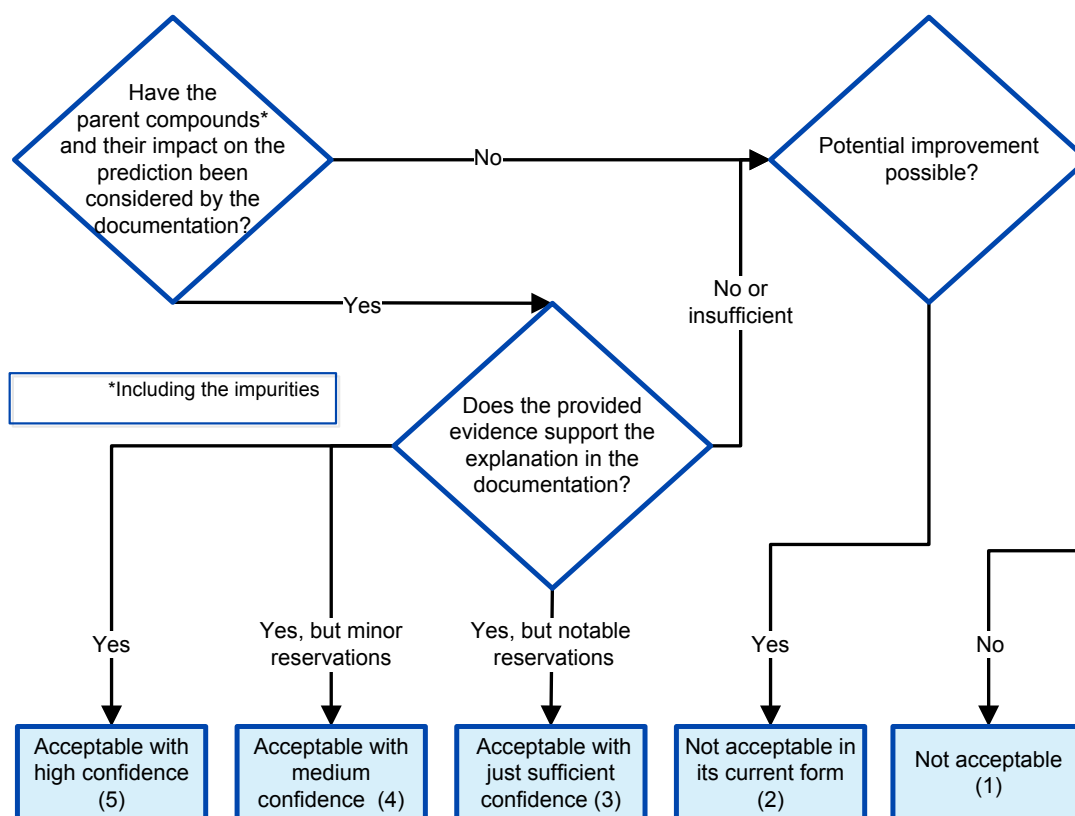 Have the
parent compounds*
and their impact on the
prediction been
considered by the
documentation?
No
Potential improvement
possible?
Yes
No or
insufficient
*Including the impurities
Does the provided
evidence support the
explanation in the
documentation?
Yes
Yes, but minor
reservations
Yes, but notable
reservations
Yes
No
Acceptable with
high confidence
(5)
Acceptable with
medium
confidence (4)
Acceptable with
just sufficient
confidence (3)
Not acceptable in
its current form
(2)
Not acceptable
(1)